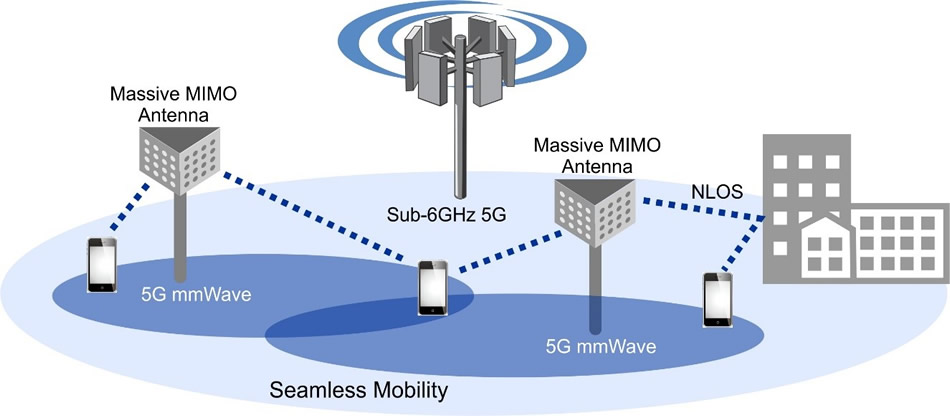 Massive MIMO
Antenna
Massive MIMO
Antenna
NLOS
Sub-6GHz 5G
5G mmWave
5G mmWave
Seamless Mobility